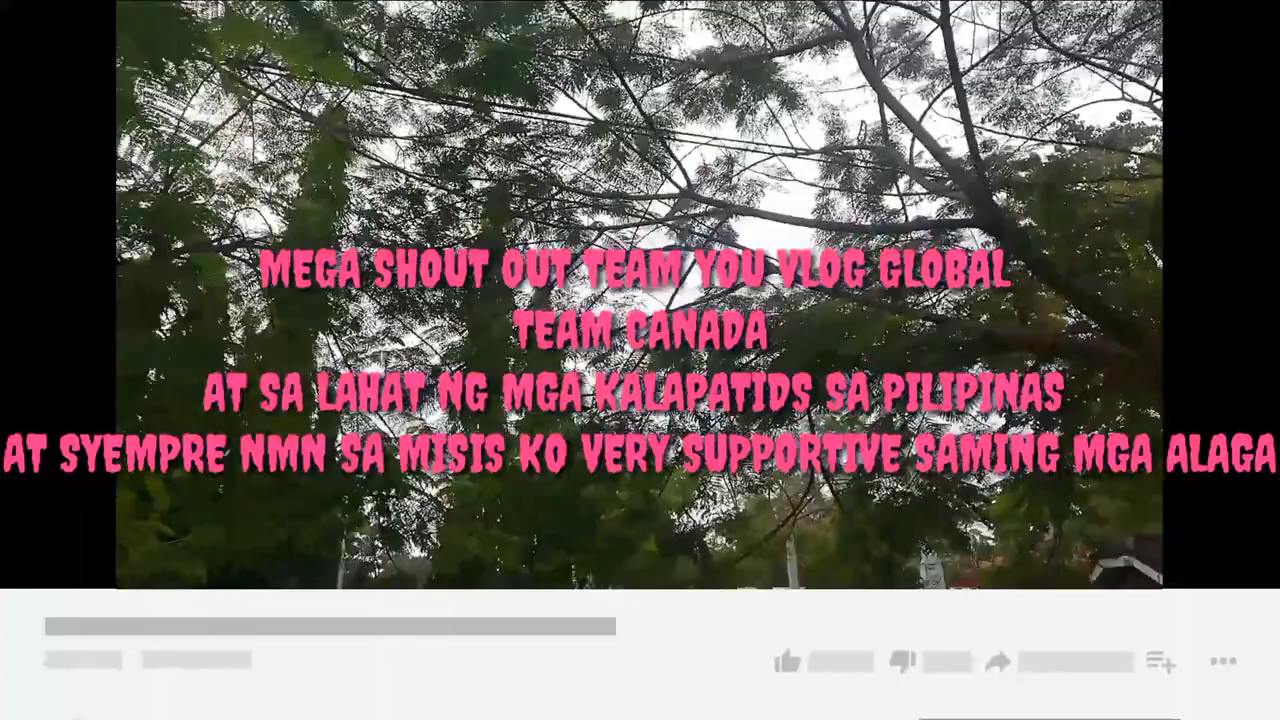 MEGA SHOUT OUT TEAM YOU VLOG GLOBAL
TEAM CANADA
AT SA LAHAT NG MGA KALAPATIDS SA PILIPINAS
AT SYEMPRE NMN SA MISIS KO VERY SUPPORTIVE SAMING MGA ALAGA